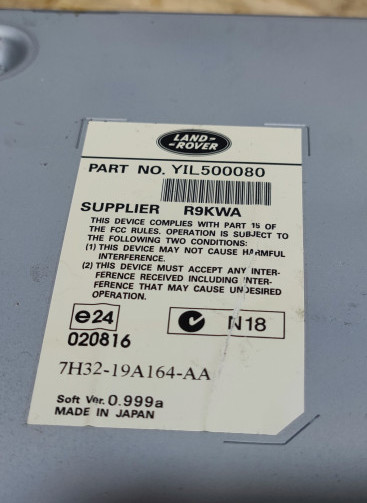 LAND-
-ROVER
PART NO. YIL500080
SUPPLIER R9KWA
THIS DEVICE COMPLIES WITH PART 15 OF
THE FCC RULES. OPERATION IS SUBJECT TO
THE FOLLOWING TWO CONDITIONS:
(1) THIS DEVICE MAY NOT CAUSE HARMFUL
INTERFERENCE.
(2) THIS DEVICE MUST ACCEPT ANY INTER-
FERENCE RECEIVED INCLUDING INTER-
FERENCE THAT MAY CAUSE UNDESIRED
OPERATION.
e24 N18
020816
7H32-19A164-AA
Soft Ver. 0.999a
MADE IN JAPAN